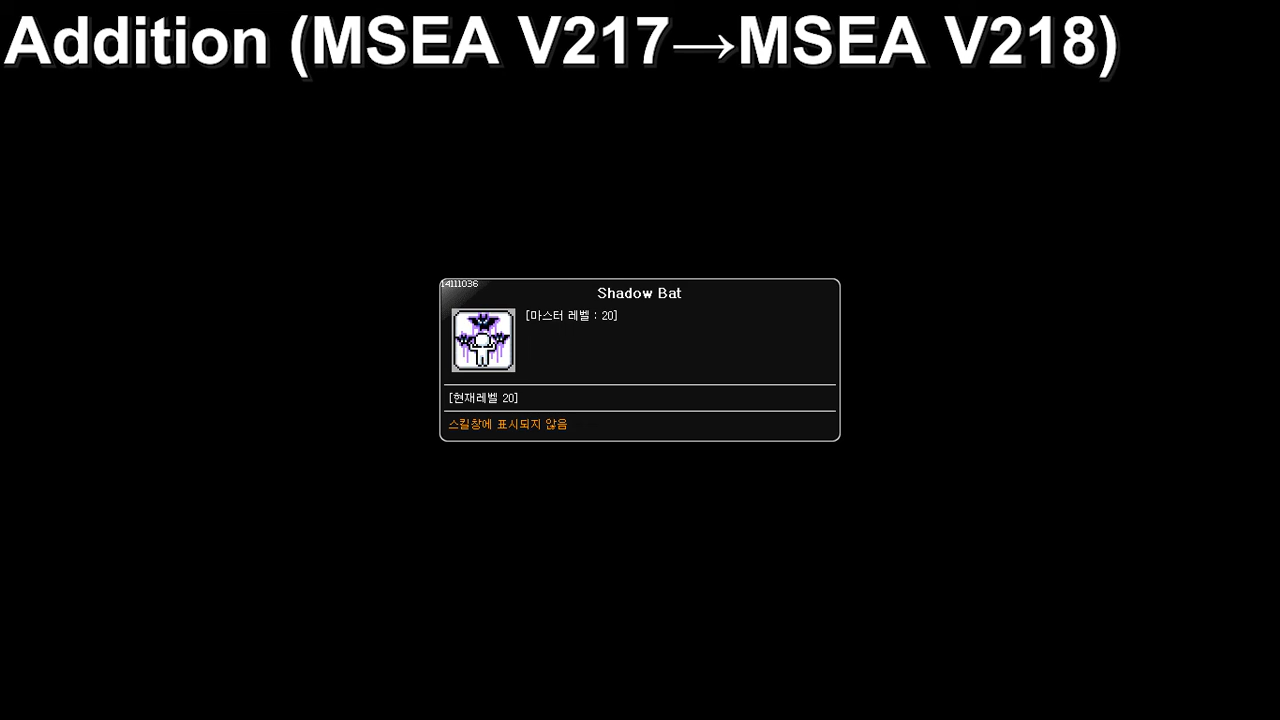 Addition (MSEA V217→MSEA V218)
14111036
Shadow Bat
[마스터 레벨 : 20]
[현재레벨 20]
스킬창에 표시되지 않음